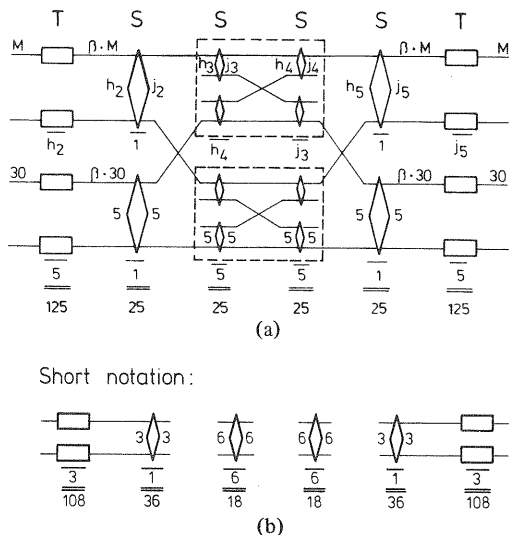 T S S S S T
M β·M h3 j3 h4 j4 β·M M
h2 j2 h5 j5
h2 1 h4 j3 1 j5
30 β·30 β·30 30
5 5 5 5 5 5 5 5
5 1 5 5 1 5
125 25 25 25 25 125
(a)
Short notation:
3 3 6 6 6 6 3 3
3 1 6 6 1 3
108 36 18 18 36 108
(b)